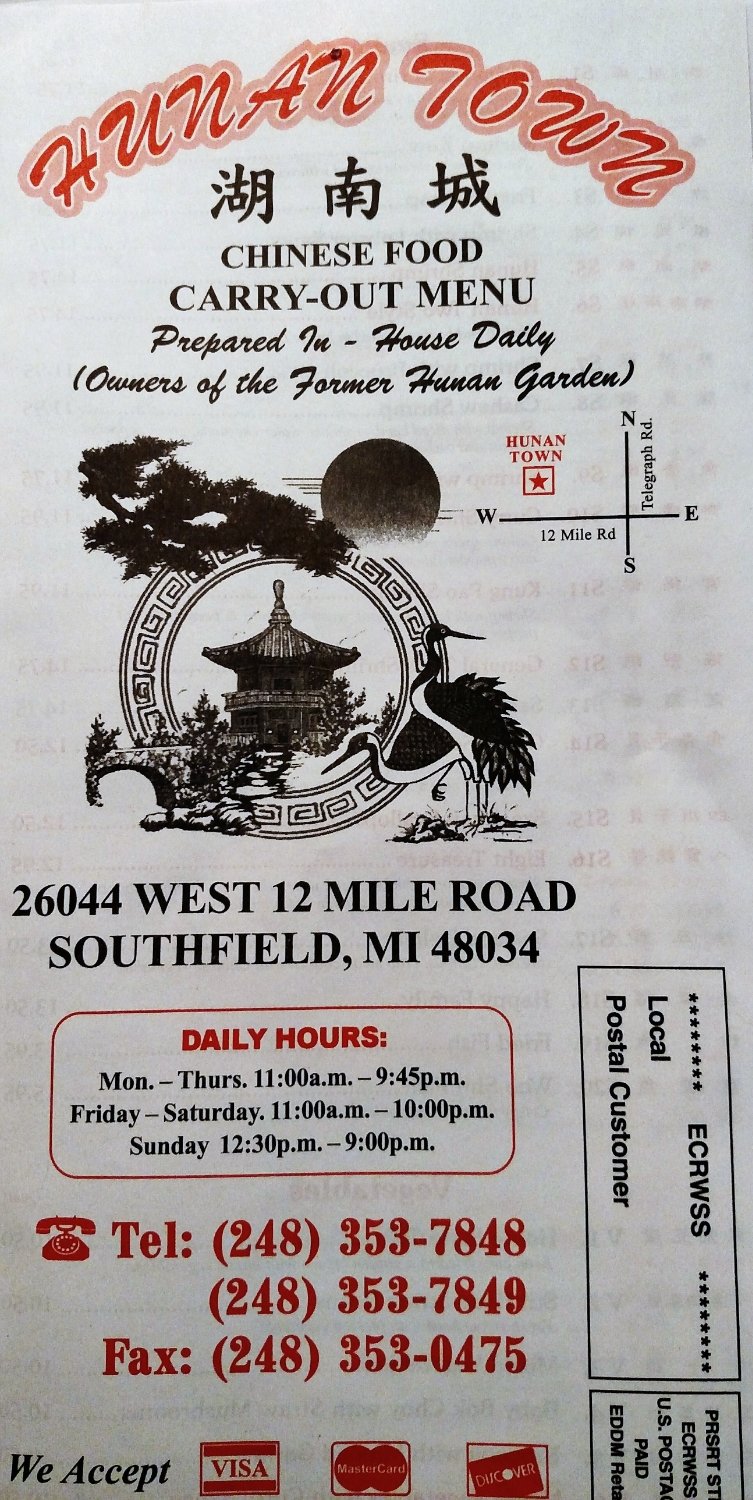 HUNAN TOWN
湖南城
CHINESE FOOD
CARRY-OUT MENU
Prepared In - House Daily
(Owners of the Former Hunan Garden)
HUNAN
TOWN
N
Telegraph Rd.
W
E
12 Mile Rd
S
26044 WEST 12 MILE ROAD
SOUTHFIELD, MI 48034
DAILY HOURS:
Mon. – Thurs. 11:00a.m. – 9:45p.m.
Friday – Saturday. 11:00a.m. – 10:00p.m.
Sunday 12:30p.m. – 9:00p.m.
Tel: (248) 353-7848
(248) 353-7849
Fax: (248) 353-0475
******** ECRWSS ********
Local
Postal Customer
PRSRT ST
ECRWSS
U.S. POSTA
PAID
EDDM Reta
We Accept
VISA
MasterCard
DISCOVER